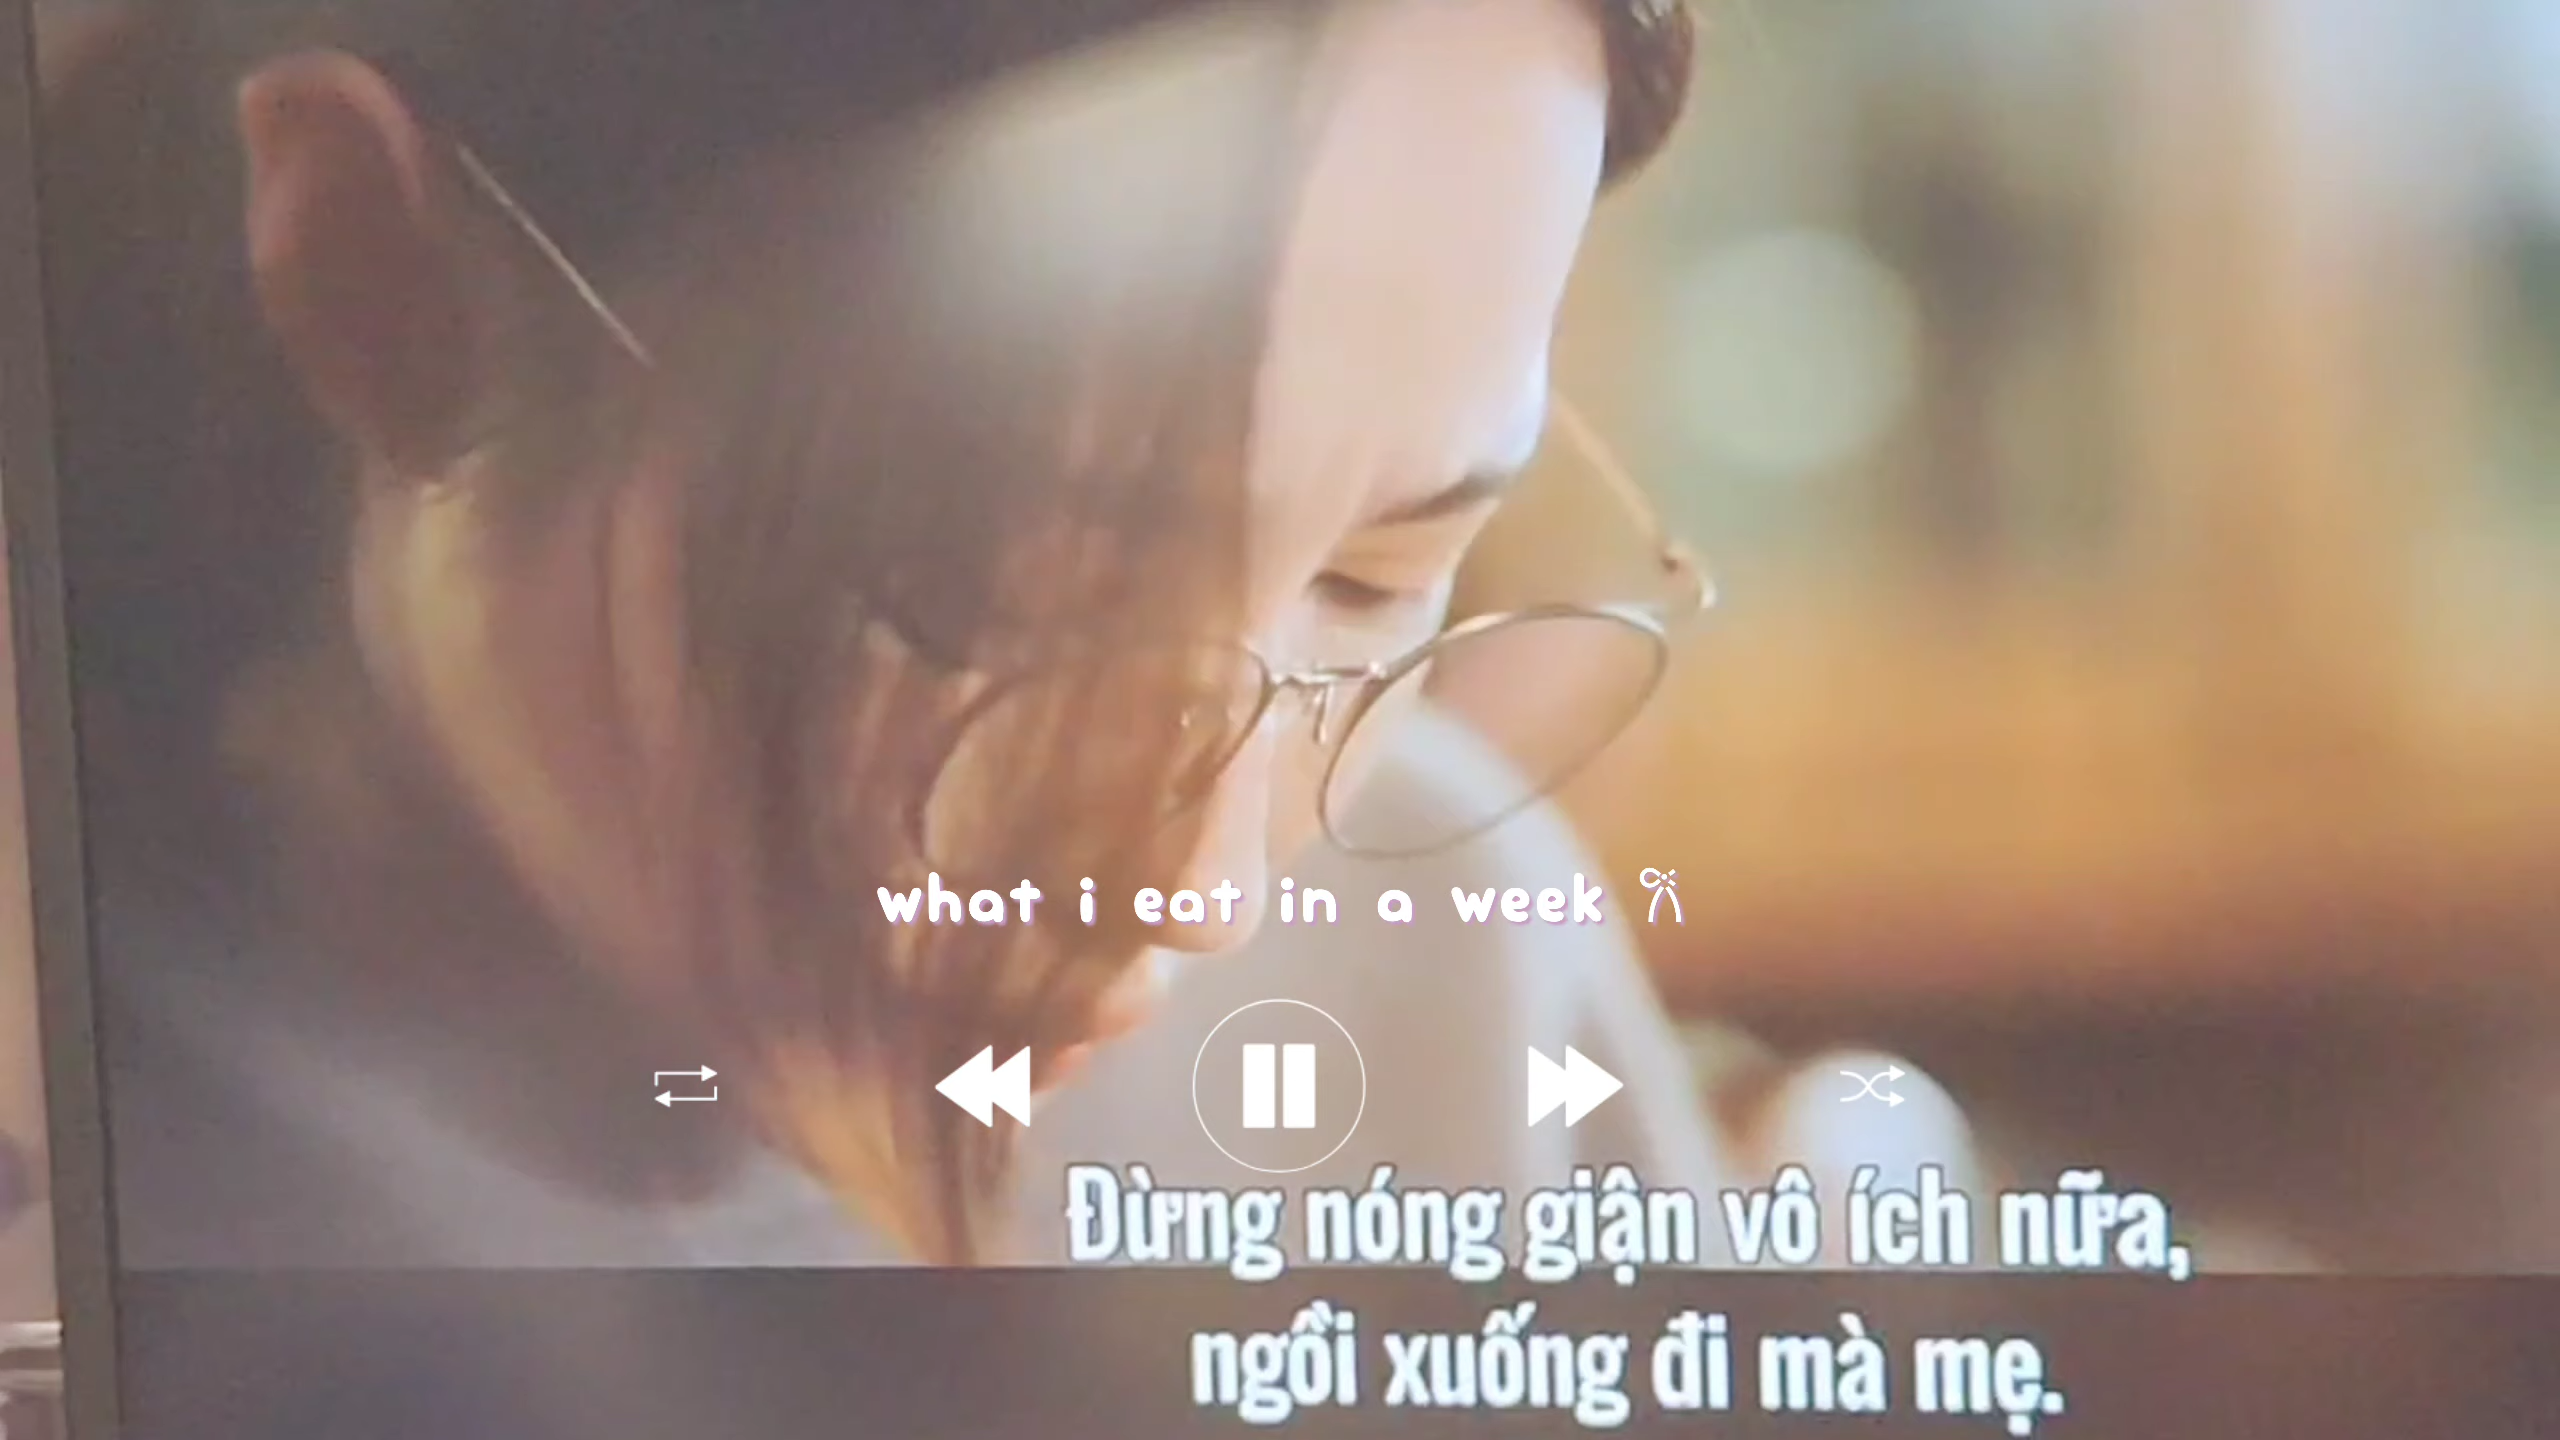 what i eat in a week
Đừng nóng giận vô ích nữa,
ngồi xuống đi mà mẹ.